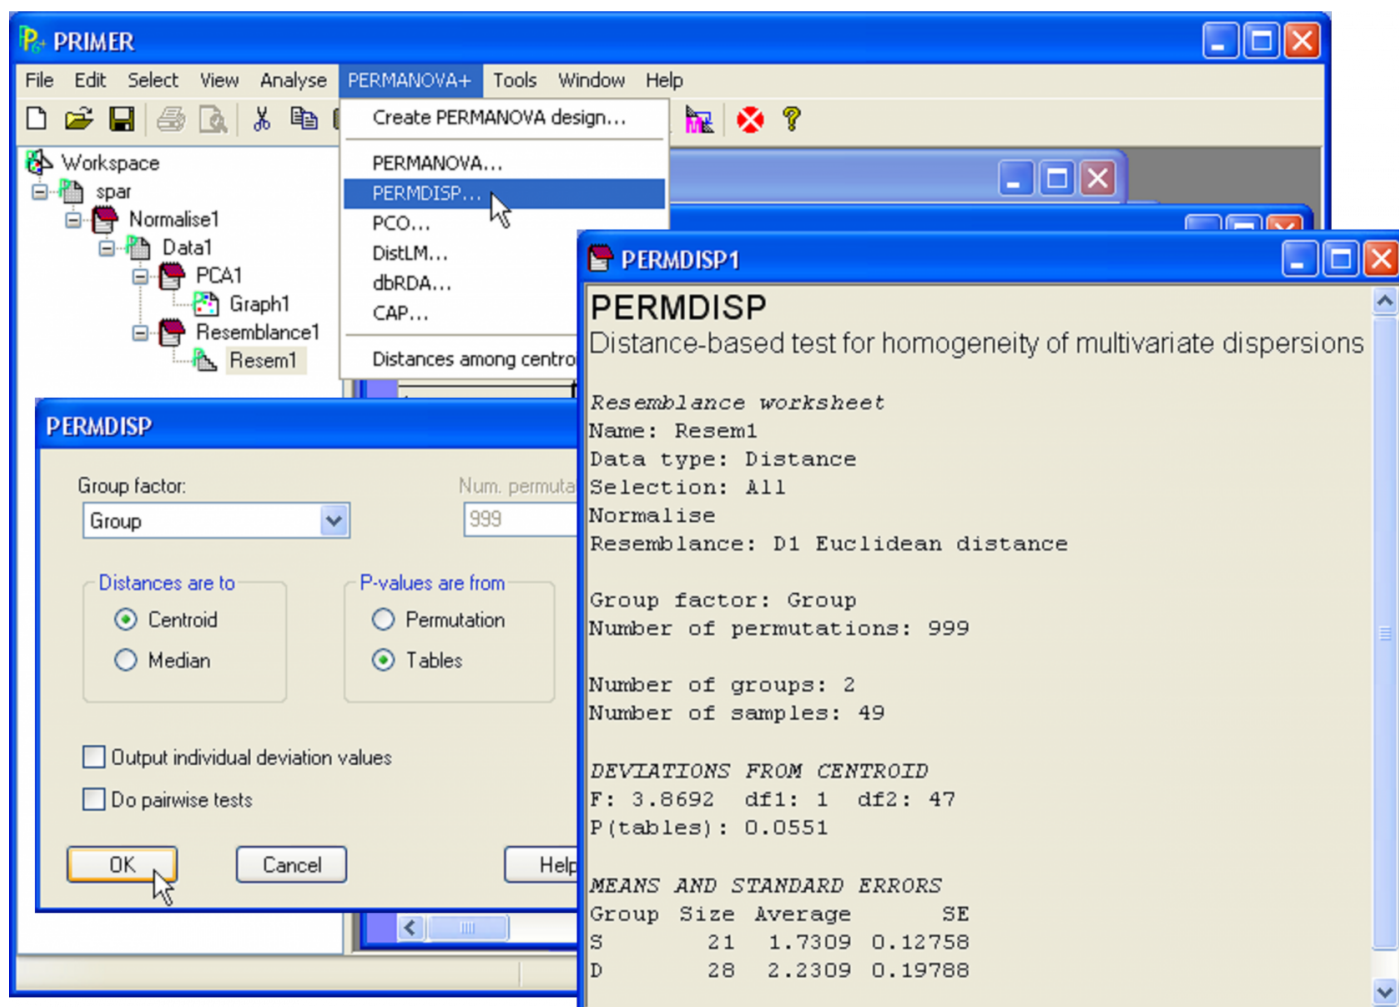 PRIMER
File Edit Select View Analyse PERMANOVA+ Tools Window Help
Create PERMANOVA design...
PERMANOVA...
PERMDISP...
PCO...
DistLM...
dbRDA...
CAP...
Distances among centro
Workspace
spar
Normalise1
Data1
PCA1
Graph1
Resemblance1
Resem1
PERMDISP
Group factor:
Group
Num. permuta
999
Distances are to
Centroid
Median
P-values are from
Permutation
Tables
Output individual deviation values
Do pairwise tests
OK Cancel Help
PERMDISP1
PERMDISP
Distance-based test for homogeneity of multivariate dispersions
Resemblance worksheet
Name: Resem1
Data type: Distance
Selection: All
Normalise
Resemblance: D1 Euclidean distance
Group factor: Group
Number of permutations: 999
Number of groups: 2
Number of samples: 49
DEVIATIONS FROM CENTROID
F: 3.8692 df1: 1 df2: 47
P(tables): 0.0551
MEANS AND STANDARD ERRORS
Group Size Average SE
S 21 1.7309 0.12758
D 28 2.2309 0.19788